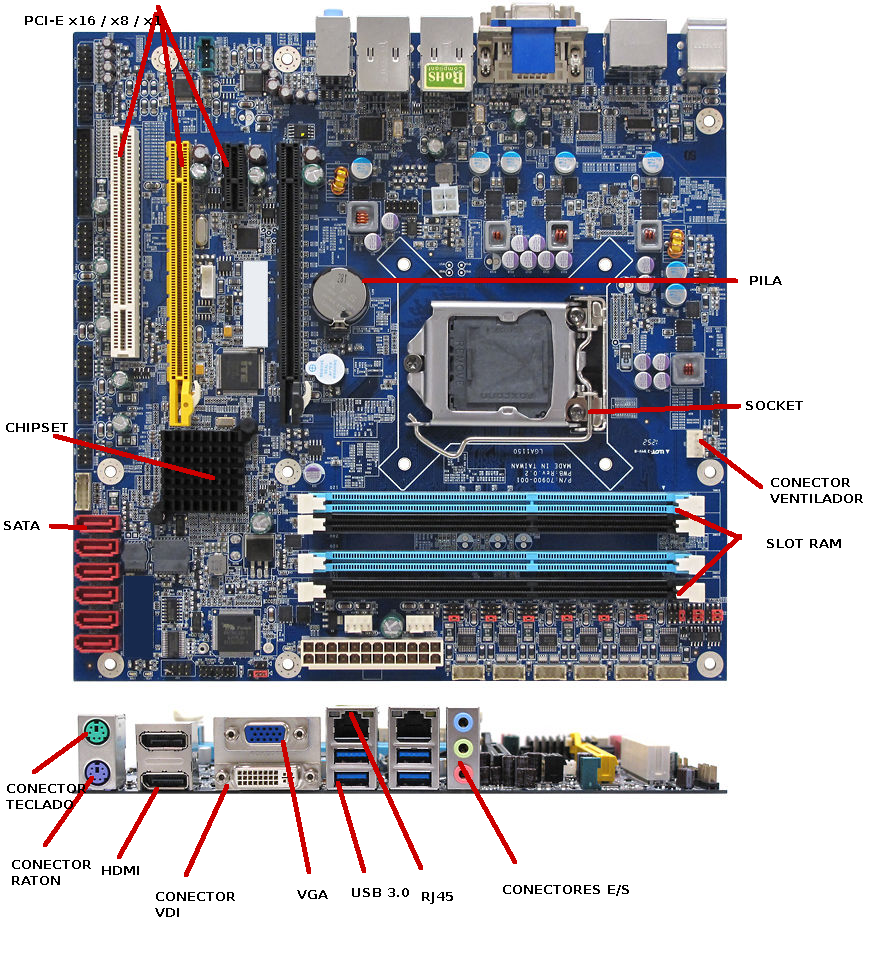 PCI-E x16 / x8 / x1
RoHS
Compliant
PILA
SOCKET
CHIPSET
LGA1150
MADE IN TAIWAN
PWB Rev 0.2
P/N 70900-001
CONECTOR
VENTILADOR
SATA
SLOT RAM
CONECTOR
TECLADO
CONECTOR
RATON
HDMI
CONECTOR
VDI
VGA
USB 3.0
RJ45
CONECTORES E/S